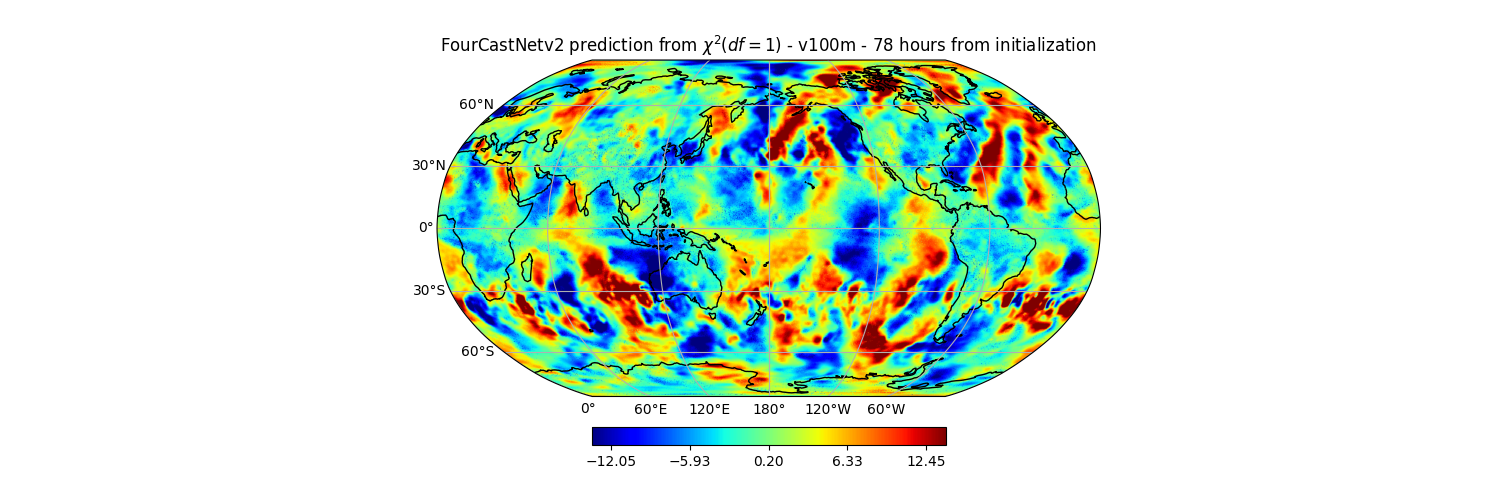 FourCastNetv2 prediction from χ²(df = 1) - v100m - 78 hours from initialization
60°N
30°N
0°
30°S
60°S
0° 60°E 120°E 180° 120°W 60°W
−12.05 −5.93 0.20 6.33 12.45